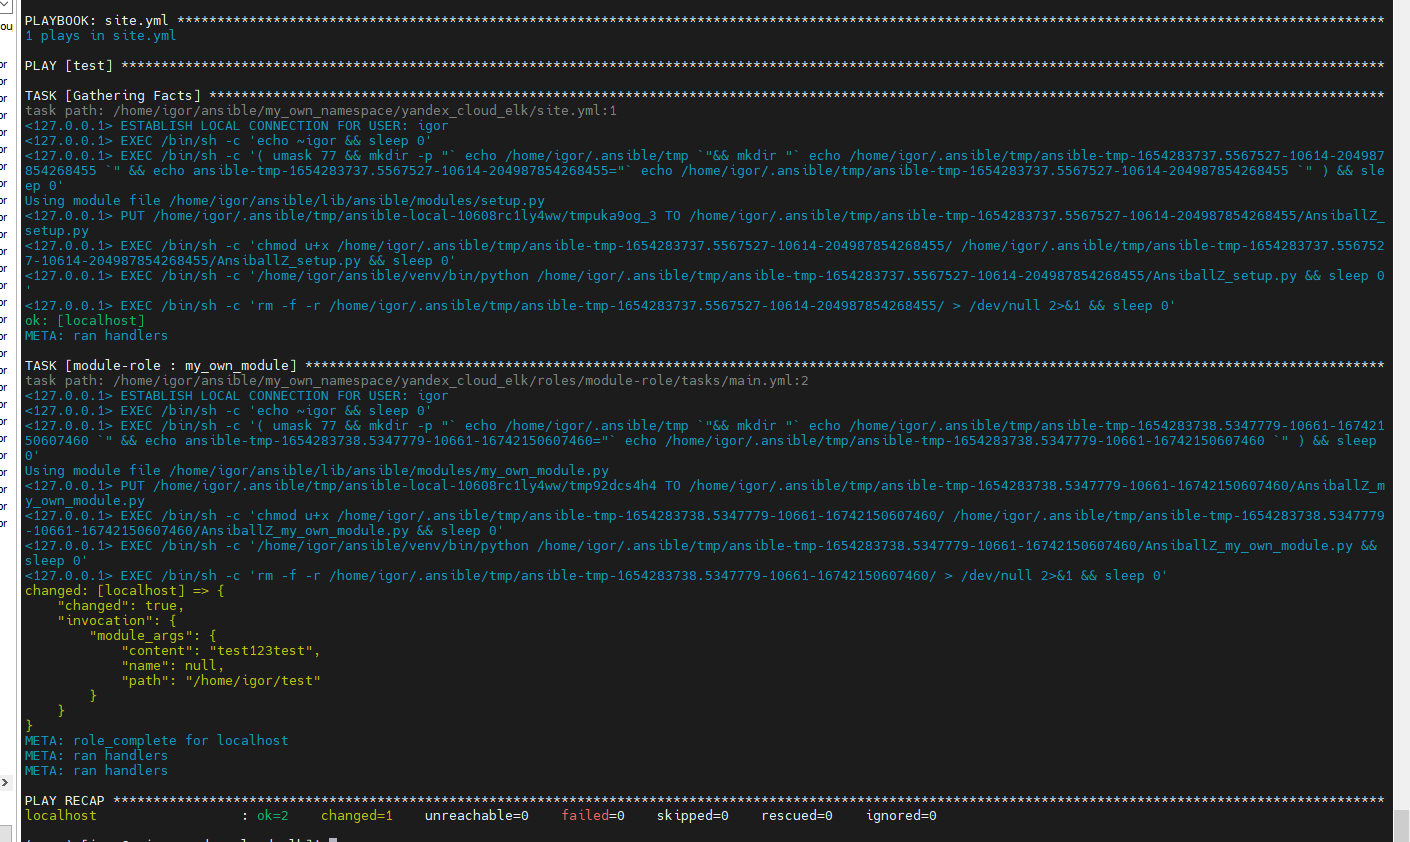 PLAYBOOK: site.yml ********************************************************************************************************************************************************
1 plays in site.yml
PLAY [test] ***************************************************************************************************************************************************************
TASK [Gathering Facts] ****************************************************************************************************************************************************
task path: /home/igor/ansible/my_own_namespace/yandex_cloud_elk/site.yml:1
<127.0.0.1> ESTABLISH LOCAL CONNECTION FOR USER: igor
<127.0.0.1> EXEC /bin/sh -c 'echo ~igor && sleep 0'
<127.0.0.1> EXEC /bin/sh -c '( umask 77 && mkdir -p "` echo /home/igor/.ansible/tmp `"&& mkdir "` echo /home/igor/.ansible/tmp/ansible-tmp-1654283737.5567527-10614-204987
854268455 `" && echo ansible-tmp-1654283737.5567527-10614-204987854268455="` echo /home/igor/.ansible/tmp/ansible-tmp-1654283737.5567527-10614-204987854268455 `" ) && sle
ep 0'
Using module file /home/igor/ansible/lib/ansible/modules/setup.py
<127.0.0.1> PUT /home/igor/.ansible/tmp/ansible-local-10608rc1ly4ww/tmpuka9og_3 TO /home/igor/.ansible/tmp/ansible-tmp-1654283737.5567527-10614-204987854268455/AnsiballZ_
setup.py
<127.0.0.1> EXEC /bin/sh -c 'chmod u+x /home/igor/.ansible/tmp/ansible-tmp-1654283737.5567527-10614-204987854268455/ /home/igor/.ansible/tmp/ansible-tmp-1654283737.556752
7-10614-204987854268455/AnsiballZ_setup.py && sleep 0'
<127.0.0.1> EXEC /bin/sh -c '/home/igor/ansible/venv/bin/python /home/igor/.ansible/tmp/ansible-tmp-1654283737.5567527-10614-204987854268455/AnsiballZ_setup.py && sleep 0
'
<127.0.0.1> EXEC /bin/sh -c 'rm -f -r /home/igor/.ansible/tmp/ansible-tmp-1654283737.5567527-10614-204987854268455/ > /dev/null 2>&1 && sleep 0'
ok: [localhost]
META: ran handlers
TASK [module-role : my_own_module] ****************************************************************************************************************************************
task path: /home/igor/ansible/my_own_namespace/yandex_cloud_elk/roles/module-role/tasks/main.yml:2
<127.0.0.1> ESTABLISH LOCAL CONNECTION FOR USER: igor
<127.0.0.1> EXEC /bin/sh -c 'echo ~igor && sleep 0'
<127.0.0.1> EXEC /bin/sh -c '( umask 77 && mkdir -p "` echo /home/igor/.ansible/tmp `"&& mkdir "` echo /home/igor/.ansible/tmp/ansible-tmp-1654283738.5347779-10661-167421
50607460 `" && echo ansible-tmp-1654283738.5347779-10661-16742150607460="` echo /home/igor/.ansible/tmp/ansible-tmp-1654283738.5347779-10661-16742150607460 `" ) && sleep
0'
Using module file /home/igor/ansible/lib/ansible/modules/my_own_module.py
<127.0.0.1> PUT /home/igor/.ansible/tmp/ansible-local-10608rc1ly4ww/tmp92dcs4h4 TO /home/igor/.ansible/tmp/ansible-tmp-1654283738.5347779-10661-16742150607460/AnsiballZ_m
y_own_module.py
<127.0.0.1> EXEC /bin/sh -c 'chmod u+x /home/igor/.ansible/tmp/ansible-tmp-1654283738.5347779-10661-16742150607460/ /home/igor/.ansible/tmp/ansible-tmp-1654283738.5347779
-10661-16742150607460/AnsiballZ_my_own_module.py && sleep 0'
<127.0.0.1> EXEC /bin/sh -c '/home/igor/ansible/venv/bin/python /home/igor/.ansible/tmp/ansible-tmp-1654283738.5347779-10661-16742150607460/AnsiballZ_my_own_module.py &&
sleep 0'
<127.0.0.1> EXEC /bin/sh -c 'rm -f -r /home/igor/.ansible/tmp/ansible-tmp-1654283738.5347779-10661-16742150607460/ > /dev/null 2>&1 && sleep 0'
changed: [localhost] => {
"changed": true,
"invocation": {
"module_args": {
"content": "test123test",
"name": null,
"path": "/home/igor/test"
}
}
}
META: role_complete for localhost
META: ran handlers
META: ran handlers
PLAY RECAP ****************************************************************************************************************************************************************
localhost : ok=2 changed=1 unreachable=0 failed=0 skipped=0 rescued=0 ignored=0